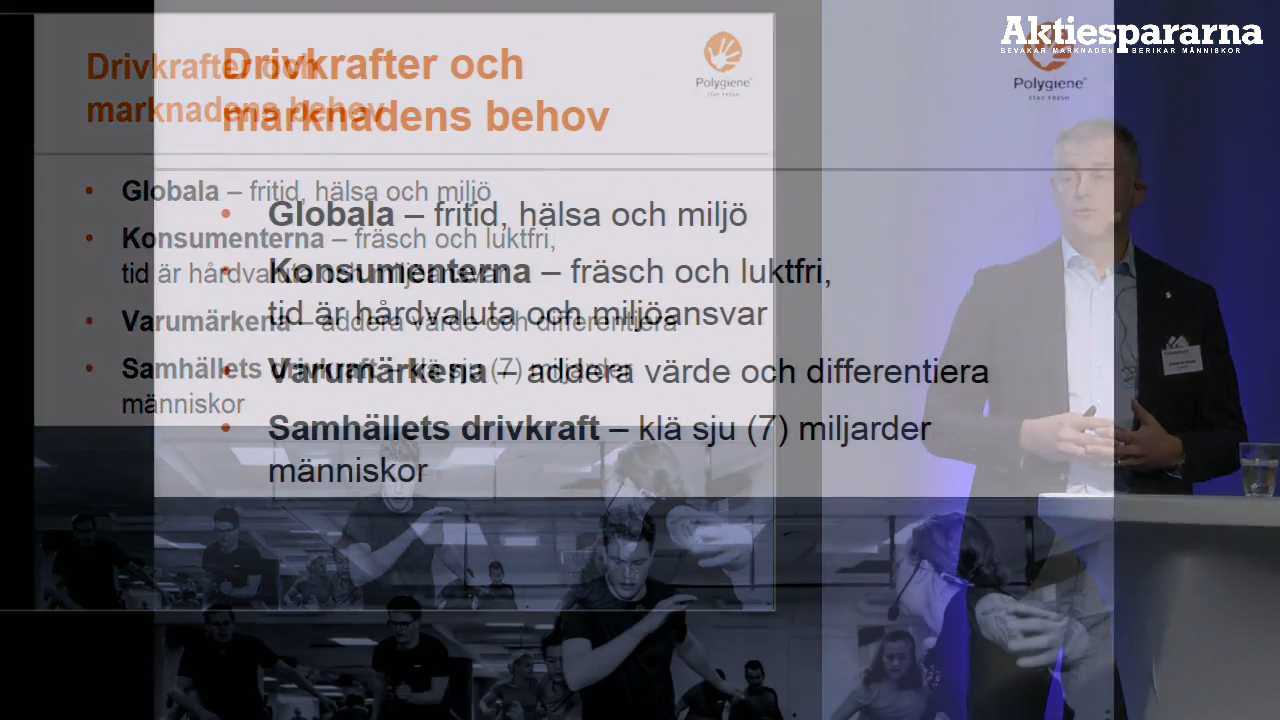 Aktiespararna
BEVAKAR MARKNADEN BERIKAR MÄNNISKOR
Drivkrafter och
marknadens behov
Polygiene
STAY FRESH
• Globala – fritid, hälsa och miljö
• Konsumenterna – fräsch och luktfri,
tid är hårdvaluta och miljöansvar
• Varumärkena – addera värde och differentiera
• Samhällets drivkraft – klä sju (7) miljarder
människor
Drivkrafter och
marknadens behov
Polygiene
STAY FRESH
• Globala – fritid, hälsa och miljö
• Konsumenterna – fräsch och luktfri,
tid är hårdvaluta och miljöansvar
• Varumärkena – addera värde och differentiera
• Samhällets drivkraft – klä sju (7) miljarder
människor